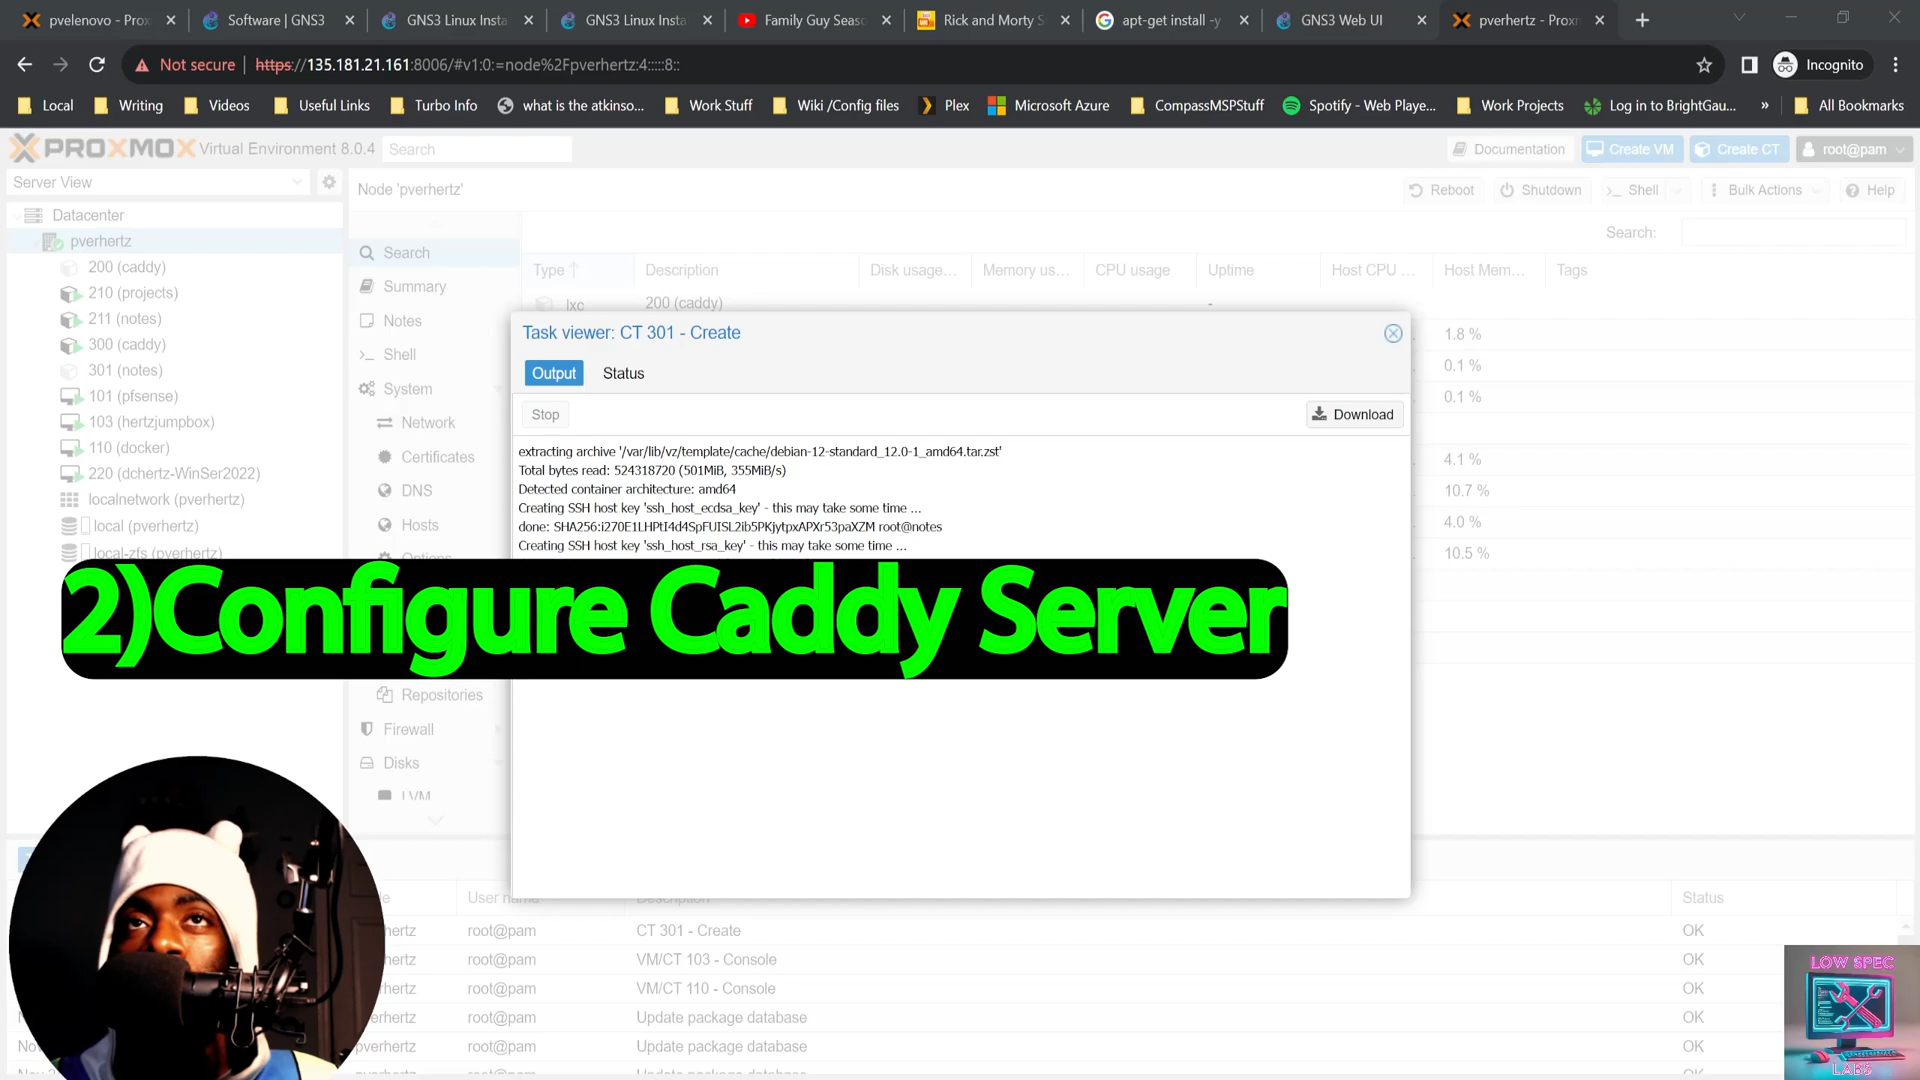 pvelenovo - Prox
Software | GNS3
GNS3 Linux Insta
GNS3 Linux Insta
Family Guy Seas
Rick and Morty S
apt-get install -y
GNS3 Web UI
pverhertz - Proxm
Not secure
https://135.181.21.161:8006/#v1:0:=node%2Fpverhertz:4:::::8::
Incognito
Local
Writing
Videos
Useful Links
Turbo Info
what is the atkinso...
Work Stuff
Wiki /Config files
Plex
Microsoft Azure
CompassMSPStuff
Spotify - Web Playe...
Work Projects
Log in to BrightGau...
»
All Bookmarks
PROXMOX Virtual Environment 8.0.4
Search
Documentation
Create VM
Create CT
root@pam
Server View
Node 'pverhertz'
Reboot
Shutdown
Shell
Bulk Actions
Help
Datacenter
pverhertz
200 (caddy)
210 (projects)
211 (notes)
300 (caddy)
301 (notes)
101 (pfsense)
103 (hertzjumpbox)
110 (docker)
220 (dchertz-WinSer2022)
localnetwork (pverhertz)
local (pverhertz)
local-zfs (pverhertz)
Search
Summary
Notes
Shell
System
Network
Certificates
DNS
Hosts
Options
Repositories
Firewall
Disks
LVM
Search:
Type
Description
Disk usage...
Memory us...
CPU usage
Uptime
Host CPU ...
Host Mem...
Tags
lxc
200 (caddy)
-
1.8 %
0.1 %
0.1 %
4.1 %
10.7 %
4.0 %
10.5 %
Task viewer: CT 301 - Create
Output
Status
Stop
Download
extracting archive '/var/lib/vz/template/cache/debian-12-standard_12.0-1_amd64.tar.zst'
Total bytes read: 524318720 (501MiB, 355MiB/s)
Detected container architecture: amd64
Creating SSH host key 'ssh_host_ecdsa_key' - this may take some time ...
done: SHA256:i270E1LHPtI4d4SpFUISL2ib5PKjytpxAPXr53paXZM root@notes
Creating SSH host key 'ssh_host_rsa_key' - this may take some time ...
2)Configure Caddy Server
User name
Description
Status
root@pam
CT 301 - Create
OK
root@pam
VM/CT 103 - Console
OK
root@pam
VM/CT 110 - Console
OK
root@pam
Update package database
OK
pverhertz
root@pam
Update package database
OK
LOW SPEC
LABS